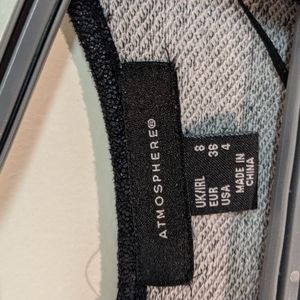 ATMOSPHERE®
UK/IRL 8
EUR 36
USA 4
MADE IN
CHINA